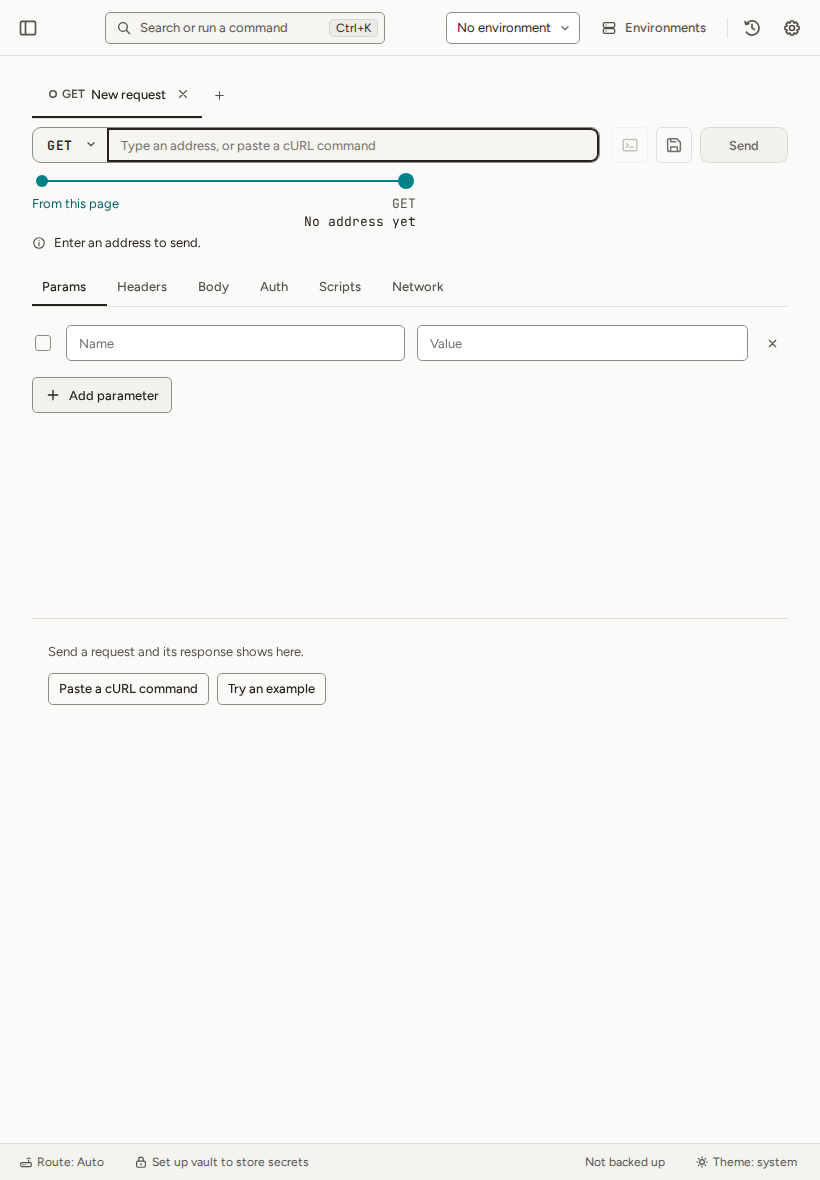 Search or run a command Ctrl+K No environment Environments
GET New request
GET Type an address, or paste a cURL command Send
From this page GET
No address yet
Enter an address to send.
Params Headers Body Auth Scripts Network
Name Value
Add parameter
Send a request and its response shows here.
Paste a cURL command Try an example
Route: Auto Set up vault to store secrets Not backed up Theme: system